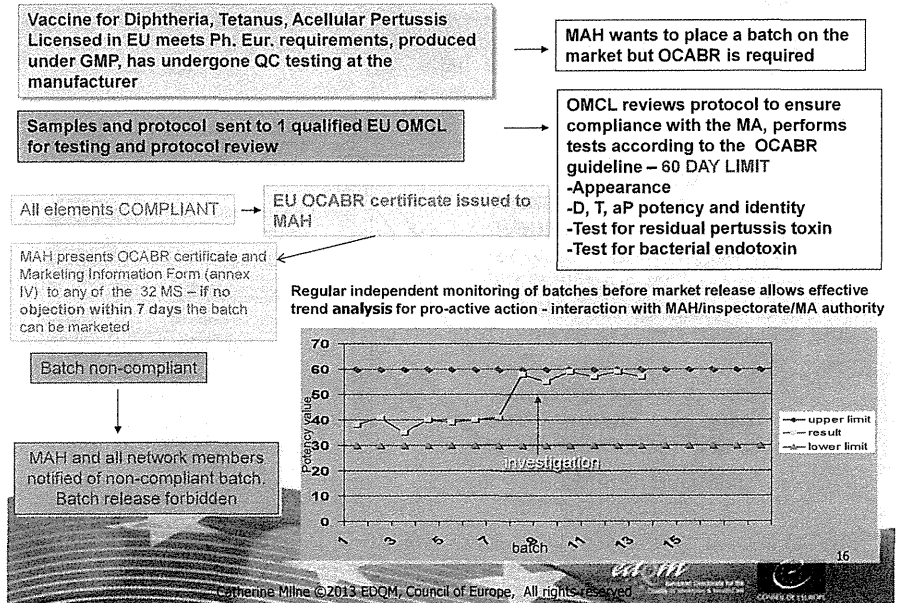 Vaccine for Diphtheria, Tetanus, Acellular Pertussis
Licensed in EU meets Ph. Eur. requirements, produced
under GMP, has undergone QC testing at the
manufacturer
MAH wants to place a batch on the
market but OCABR is required
Samples and protocol sent to 1 qualified EU OMCL
for testing and protocol review
OMCL reviews protocol to ensure
compliance with the MA, performs
tests according to the OCABR
guideline – 60 DAY LIMIT
-Appearance
-D, T, aP potency and identity
-Test for residual pertussis toxin
-Test for bacterial endotoxin
All elements COMPLIANT
EU OCABR certificate issued to
MAH
MAH presents OCABR certificate and
Marketing Information Form (annex
IV) to any of the 32 MS – if no
objection within 7 days the batch
can be marketed
Regular independent monitoring of batches before market release allows effective
trend analysis for pro-active action - interaction with MAH/inspectorate/MA authority
Batch non-compliant
MAH and all network members
notified of non-compliant batch.
Batch release forbidden
70
60
50
40
30
20
10
0
Potency value
investigation
upper limit
result
lower limit
1
3
5
7
9
11
13
15
batch
16
edqm
Catherine Milne ©2013 EDQM, Council of Europe, All rights reserved
CONSEIL DE L'EUROPE